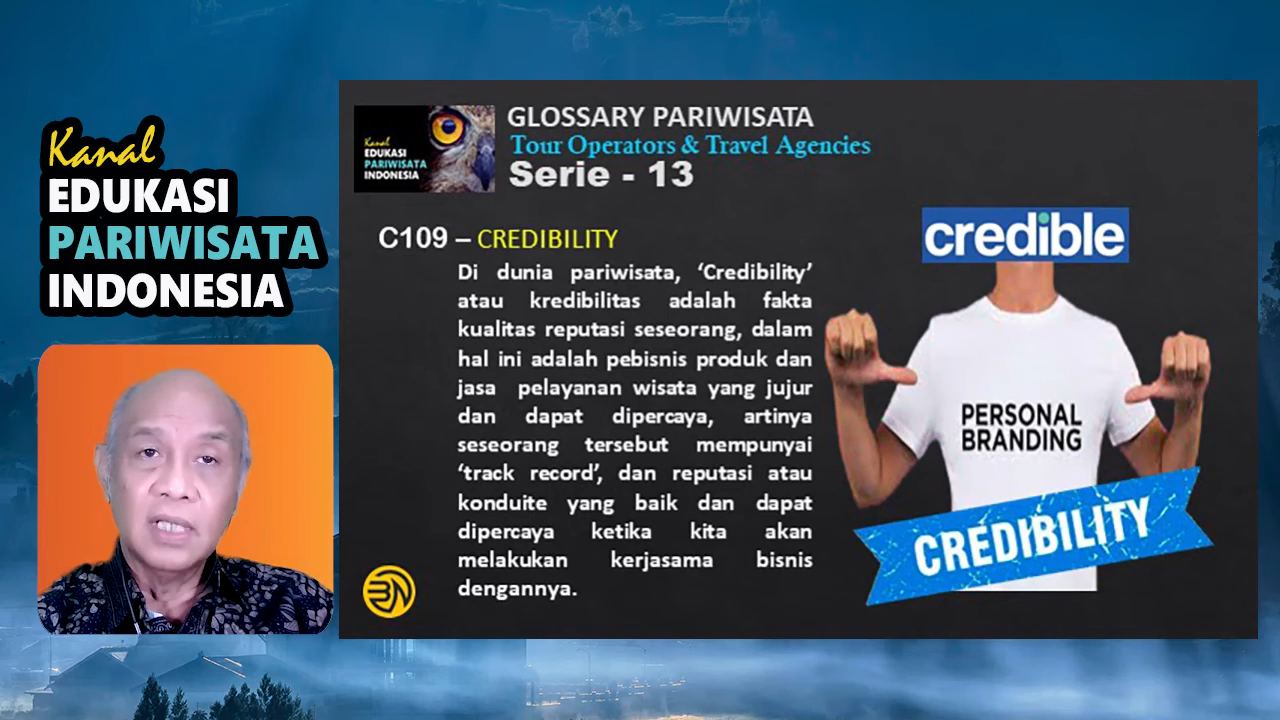 Kanal
EDUKASI
PARIWISATA
INDONESIA
Kanal
EDUKASI
PARIWISATA
INDONESIA
GLOSSARY PARIWISATA
Tour Operators & Travel Agencies
Serie - 13
C109 – CREDIBILITY
Di dunia pariwisata, ‘Credibility’
atau kredibilitas adalah fakta
kualitas reputasi seseorang, dalam
hal ini adalah pebisnis produk dan
jasa pelayanan wisata yang jujur
dan dapat dipercaya, artinya
seseorang tersebut mempunyai
‘track record’, dan reputasi atau
konduite yang baik dan dapat
dipercaya ketika kita akan
melakukan kerjasama bisnis
dengannya.
credible
PERSONAL
BRANDING
CREDIBILITY
BN